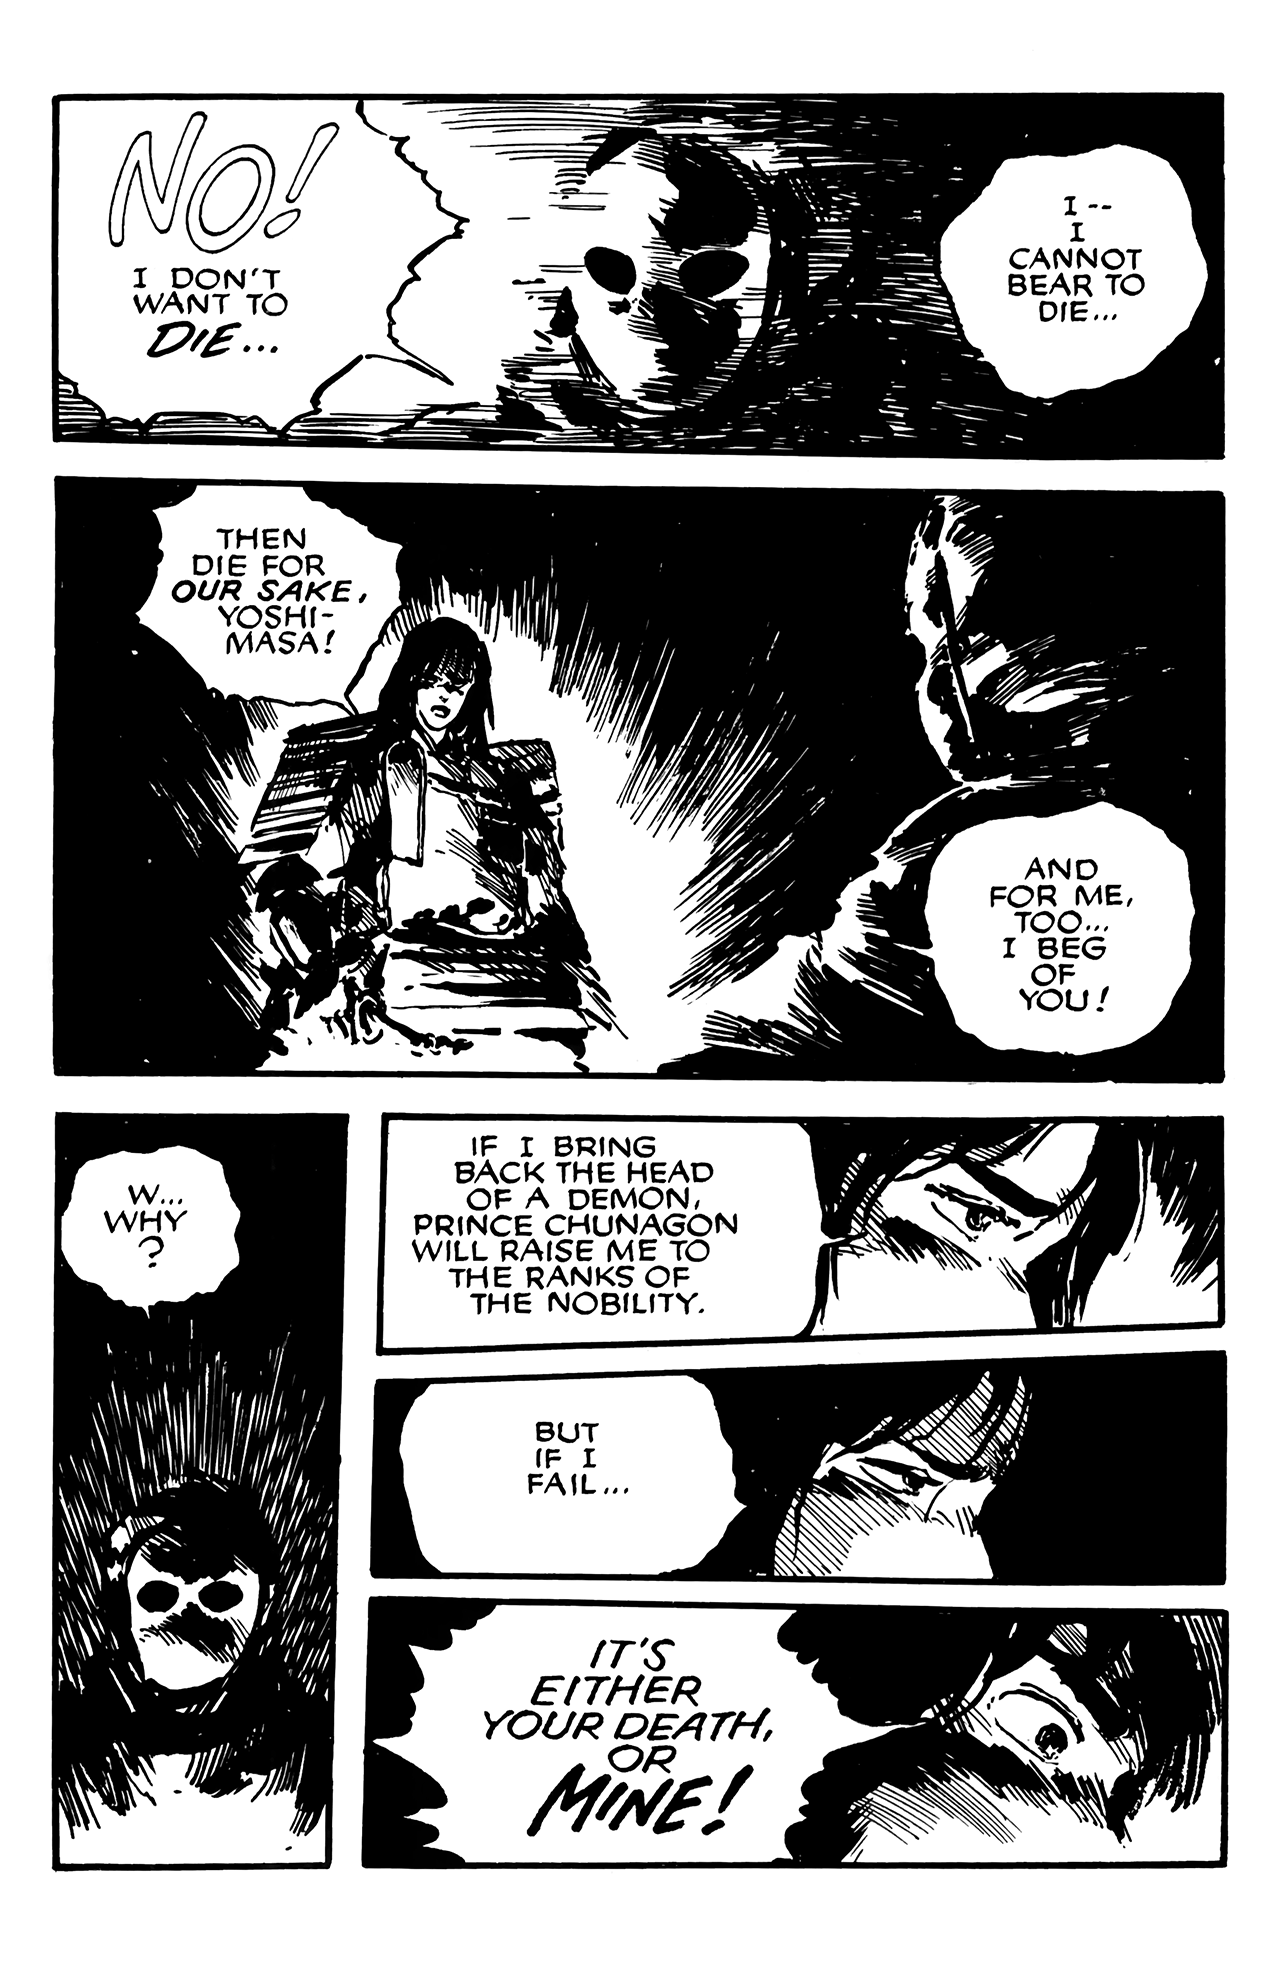 NO!
I DON'T
WANT TO
DIE...
I--
I
CANNOT
BEAR TO
DIE...
THEN
DIE FOR
OUR SAKE,
YOSHI-
MASA!
AND
FOR ME,
TOO...
I BEG
OF
YOU!
W...
WHY
?
IF I BRING
BACK THE HEAD
OF A DEMON,
PRINCE CHUNAGON
WILL RAISE ME TO
THE RANKS OF
THE NOBILITY.
BUT
IF I
FAIL...
IT'S
EITHER
YOUR DEATH,
OR
MINE!